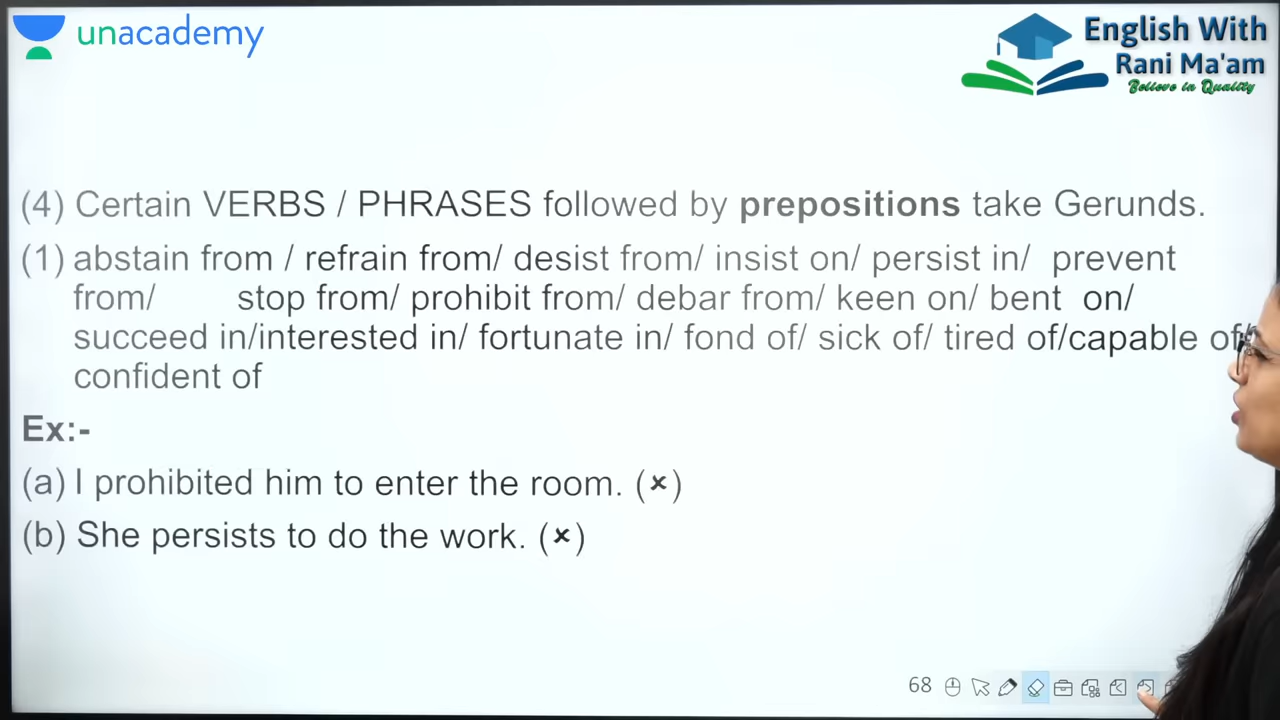 unacademy
English With
Rani Ma'am
Believe in Quality
(4) Certain VERBS / PHRASES followed by prepositions take Gerunds.
(1) abstain from / refrain from/ desist from/ insist on/ persist in/ prevent
from/ stop from/ prohibit from/ debar from/ keen on/ bent on/
succeed in/interested in/ fortunate in/ fond of/ sick of/ tired of/capable of/
confident of
Ex:-
(a) I prohibited him to enter the room. (×)
(b) She persists to do the work. (×)
68